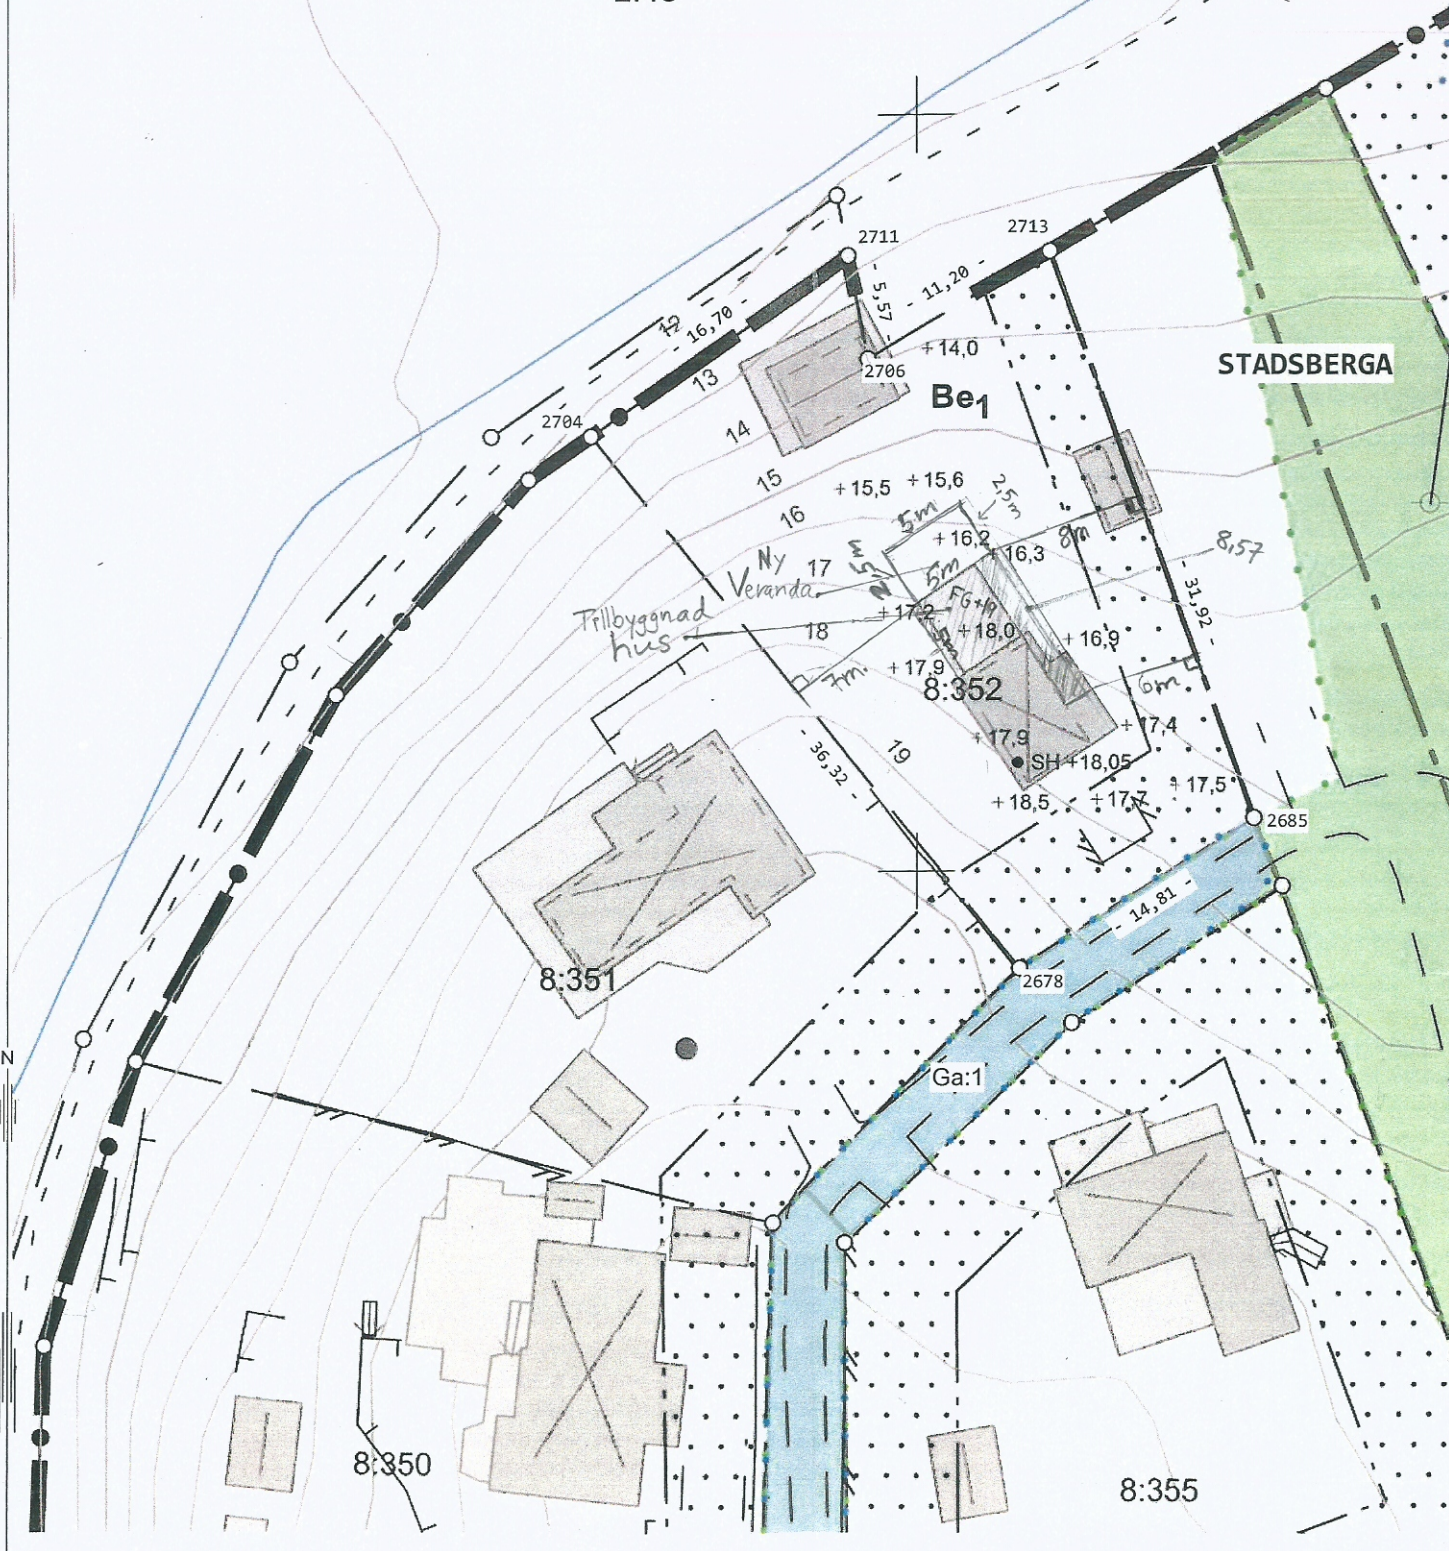 2713
2711
- 5,57 -
- 11,20 -
12
- 16,70 -
+14,0
STADSBERGA
2706
13
Be1
2704
14
15
+15,5
+15,6
2,5m
16
5m
+16,2
8m
+16,3
8,57
2,5m
Ny
Veranda
17
5m
FG+19
- 31,92 -
Tillbyggnad
hus
+17,2
18
+18,0
5m
+16,9
7m.
+17,9
8:352
6m
+17,4
- 36,32 -
19
+17,9
SH +18,05
+18,5
+17,7
+17,5
2685
- 14,81 -
8:351
2678
N
Ga:1
8:350
8:355